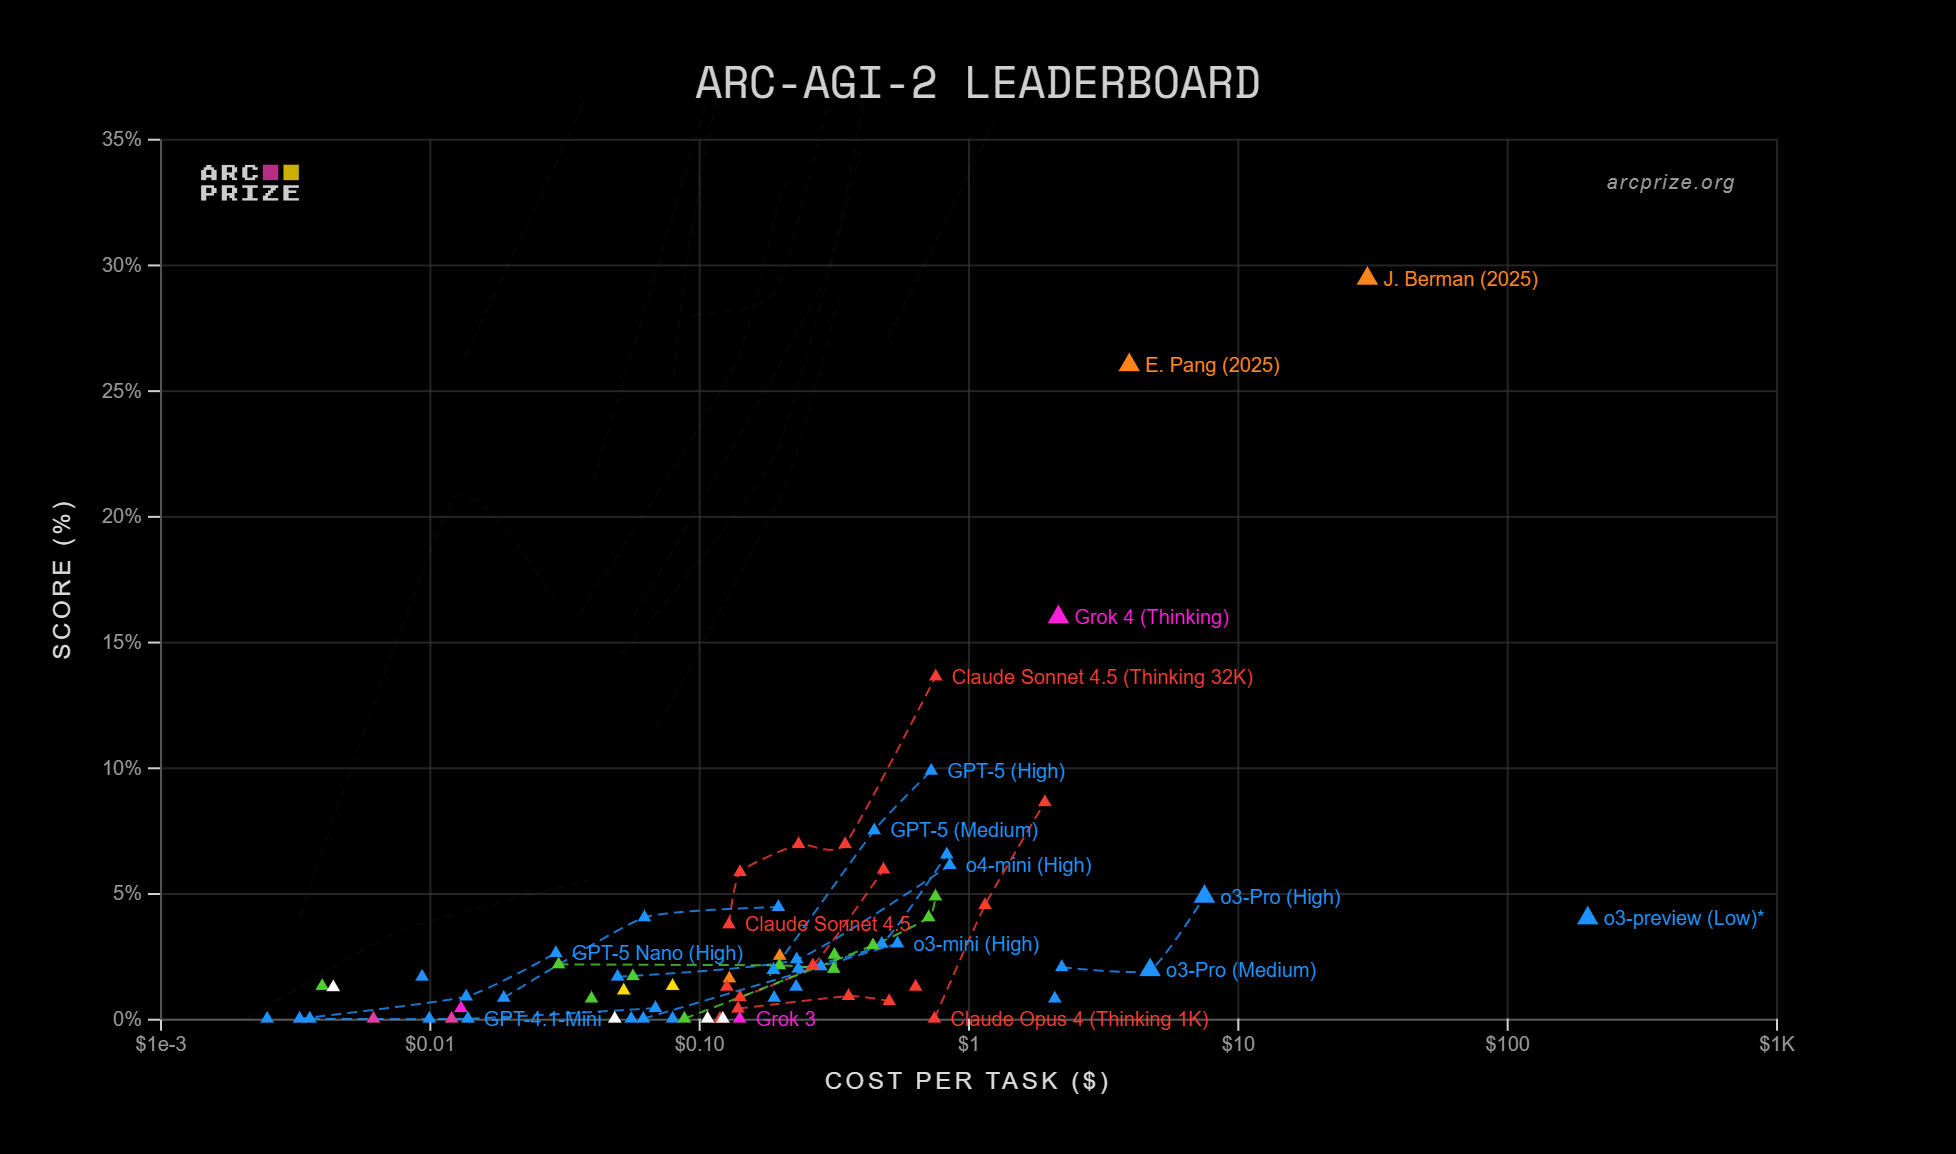 ARC-AGI-2 LEADERBOARD
35%
ARC
PRIZE
arcprize.org
30%
J. Berman (2025)
E. Pang (2025)
25%
20%
SCORE (%)
15%
Grok 4 (Thinking)
Claude Sonnet 4.5 (Thinking 32K)
10%
GPT-5 (High)
GPT-5 (Medium)
o4-mini (High)
5%
o3-Pro (High)
o3-preview (Low)*
Claude Sonnet 4.5
o3-mini (High)
GPT-5 Nano (High)
o3-Pro (Medium)
0%
GPT-4.1-Mini
Grok 3
Claude Opus 4 (Thinking 1K)
$1e-3
$0.01
$0.10
$1
$10
$100
$1K
COST PER TASK ($)